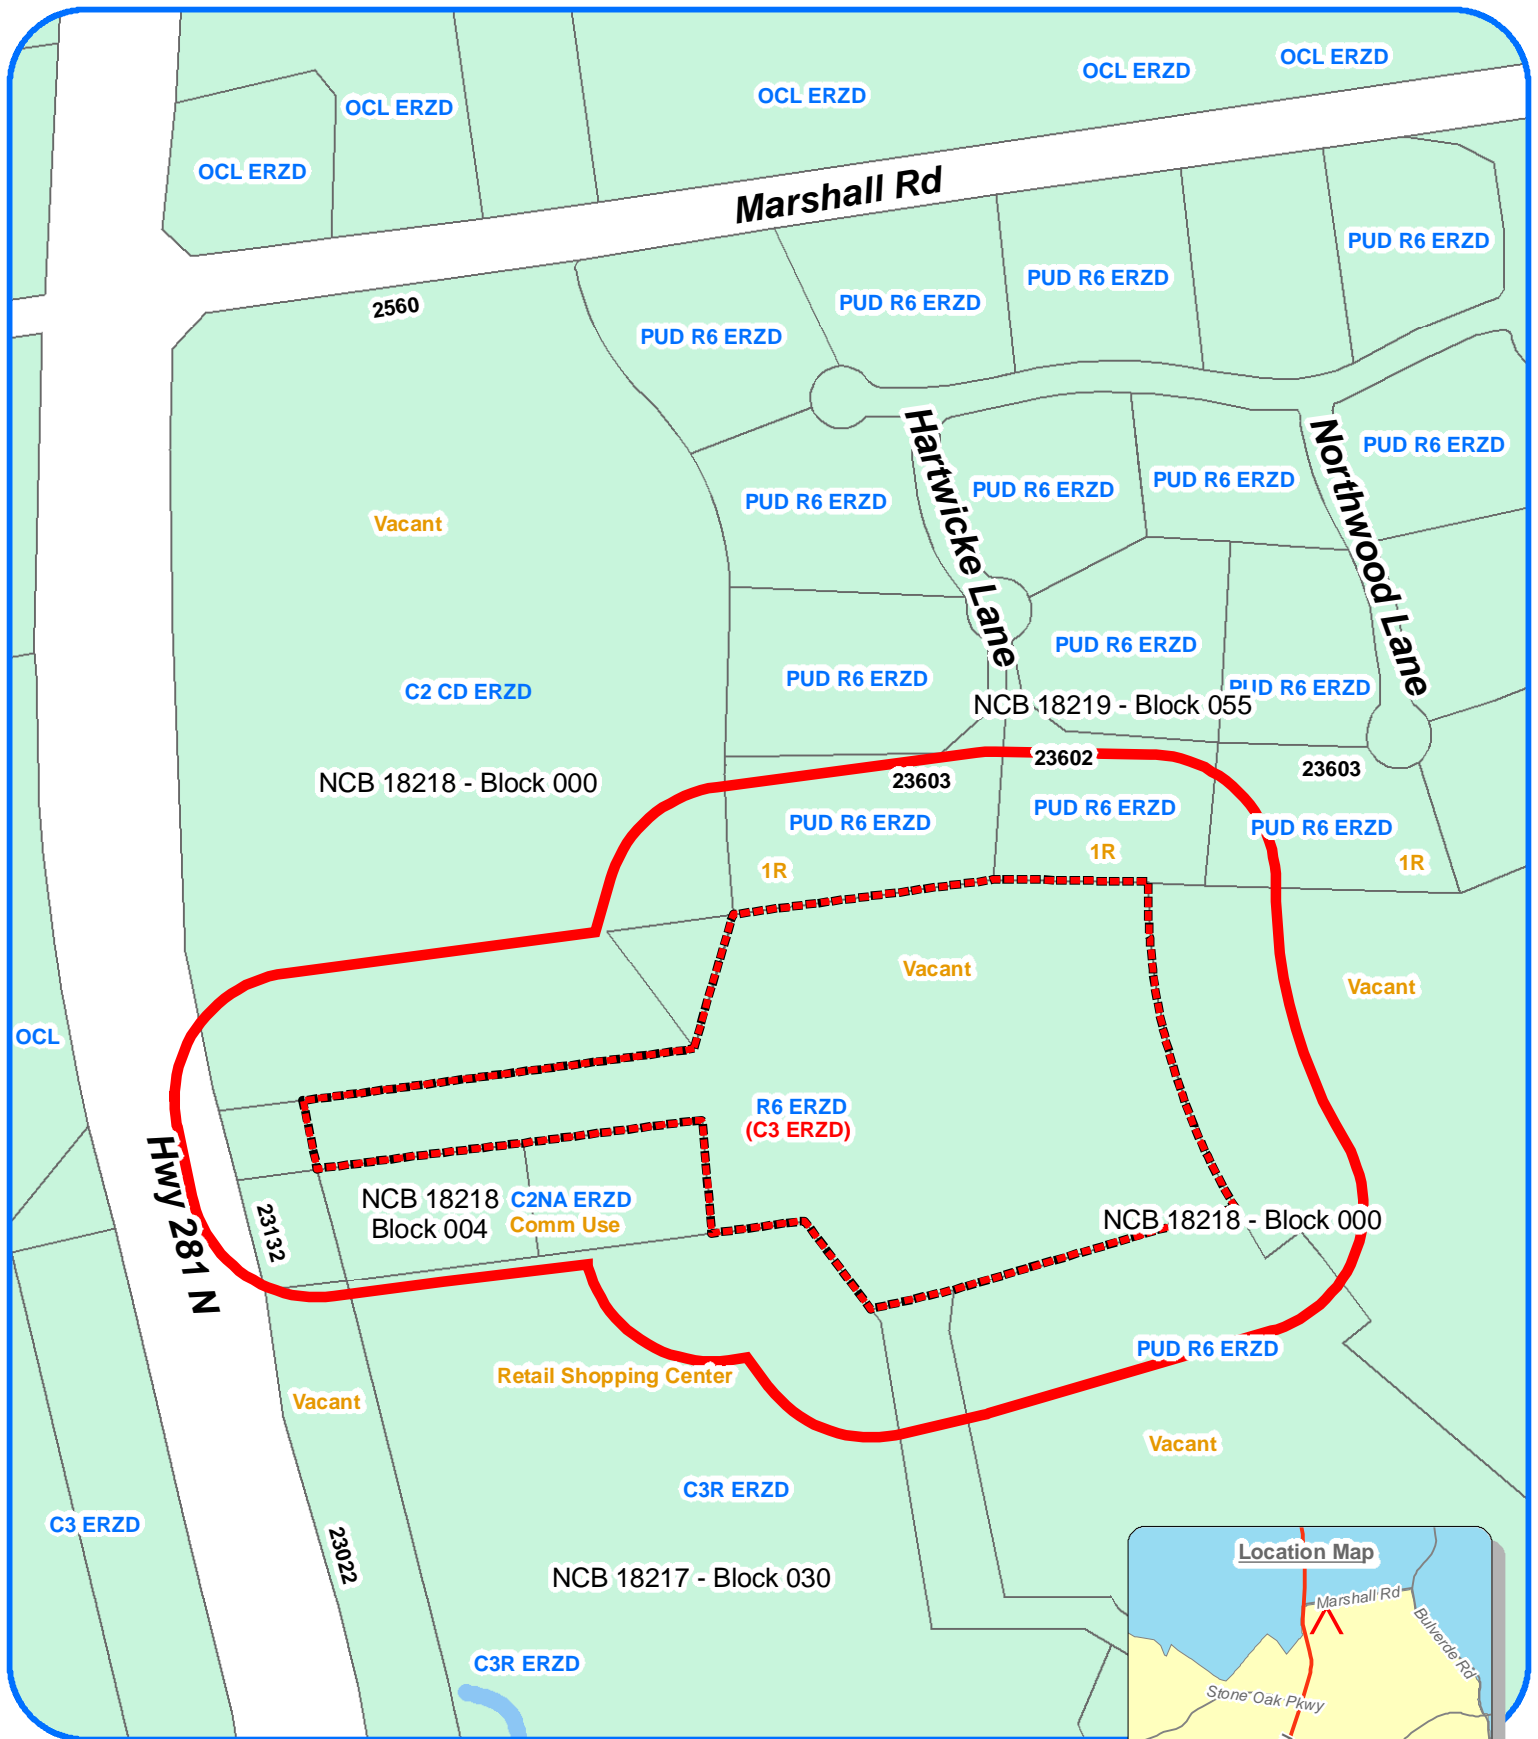 OCL ERZD
OCL ERZD
OCL ERZD
OCL ERZD
OCL ERZD
Marshall Rd
PUD R6 ERZD
PUD R6 ERZD
PUD R6 ERZD
PUD R6 ERZD
2560
Hartwicke Lane
Northwood Lane
PUD R6 ERZD
PUD R6 ERZD
PUD R6 ERZD
PUD R6 ERZD
Vacant
PUD R6 ERZD
PUD R6 ERZD
PUD R6 ERZD
C2 CD ERZD
NCB 18219 - Block 055
NCB 18218 - Block 000
23603
23602
23603
PUD R6 ERZD
PUD R6 ERZD
PUD R6 ERZD
1R
1R
1R
Vacant
Vacant
OCL
R6 ERZD
(C3 ERZD)
Hwy 281 N
23132
NCB 18218
Block 004
C2NA ERZD
Comm Use
NCB 18218 - Block 000
PUD R6 ERZD
Retail Shopping Center
Vacant
Vacant
C3R ERZD
C3 ERZD
23022
NCB 18217 - Block 030
C3R ERZD
Location Map
Marshall Rd
Bulverde Rd
Stone Oak Pkwy